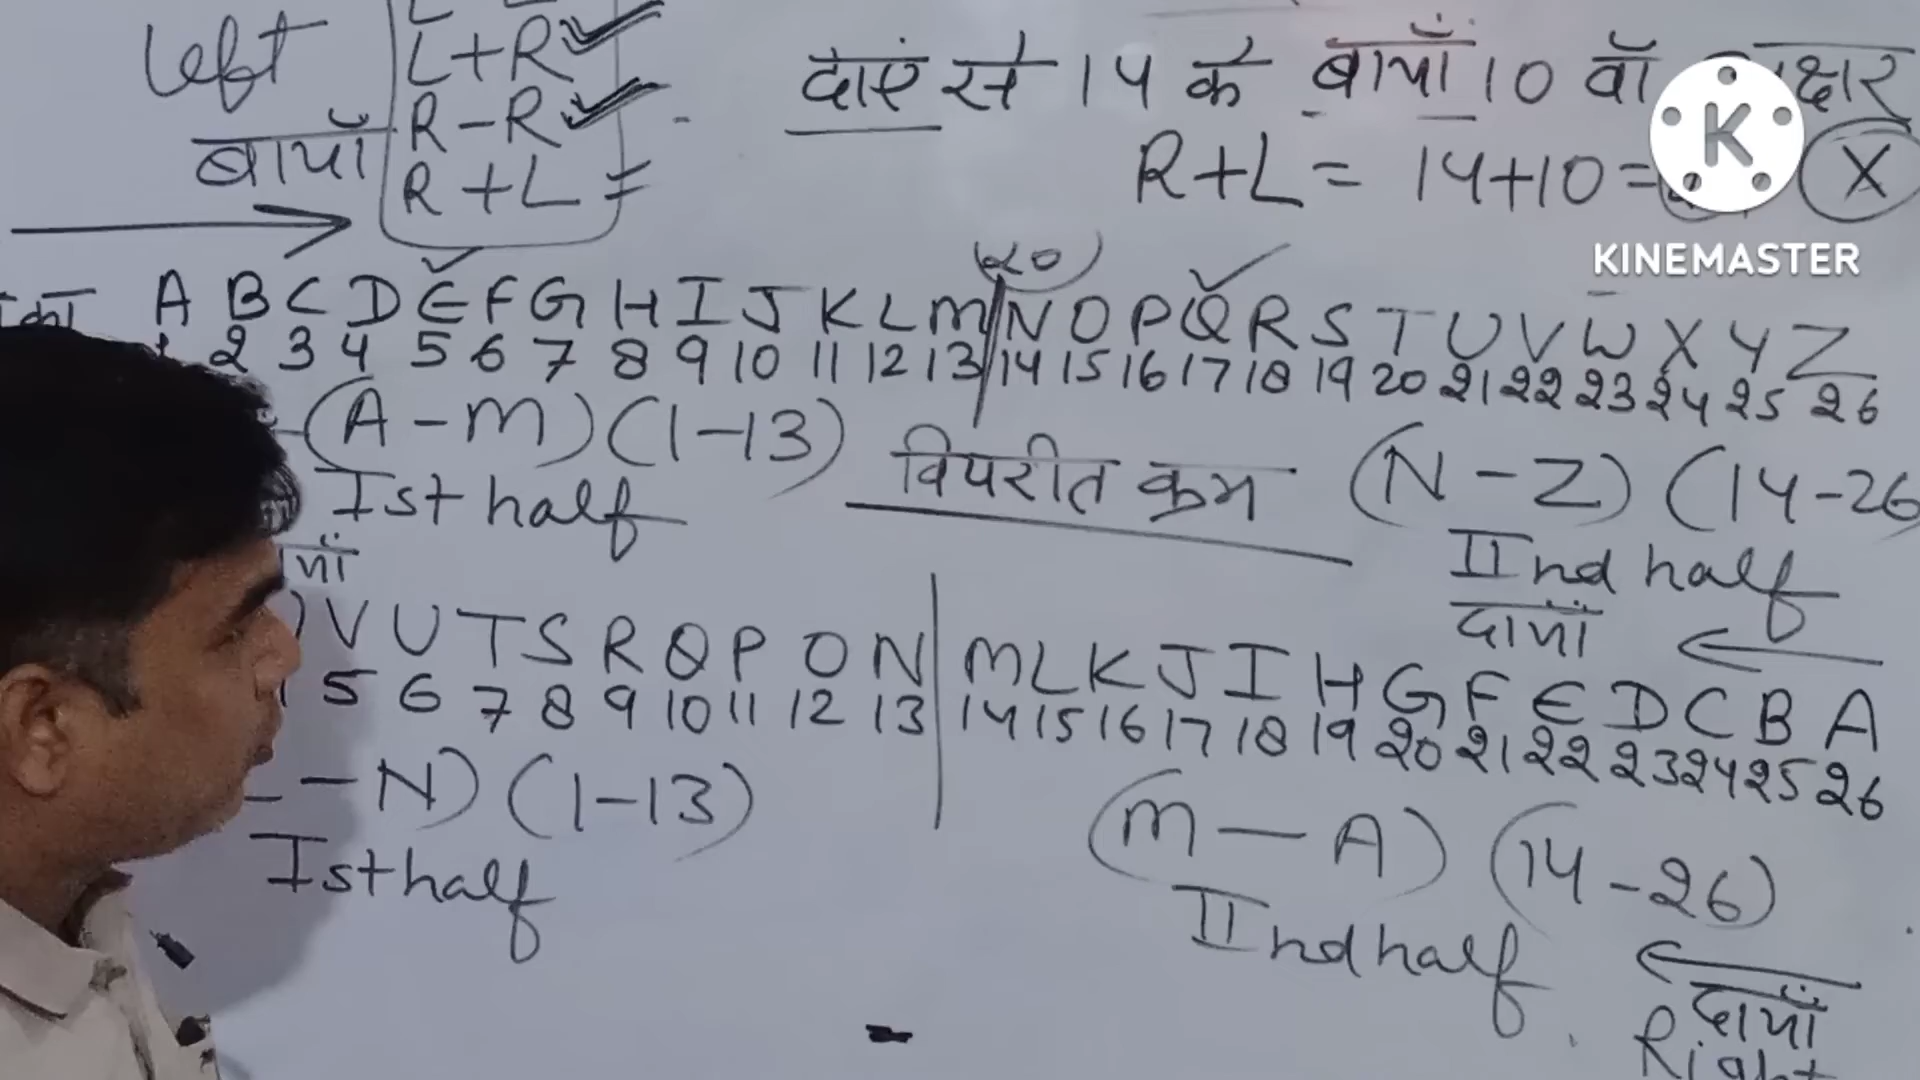 left
L+R
दाएं से 14 के बायाँ 10 वाँ
R-R
बायाँ
R+L =
R+L = 14+10 =
X
K
KINEMASTER
20
A B C D E F G H I J K L M N O P Q R S T U V W X Y Z
2 3 4 5 6 7 8 9 10 11 12 13 14 15 16 17 18 19 20 21 22 23 24 25 26
(A-M) (1-13)
विपरीत क्रम
(N-Z) (14-26
Ist half
IInd half
दायाँ
V U T S R Q P O N M L K J I H G F E D C B A
5 6 7 8 9 10 11 12 13 14 15 16 17 18 19 20 21 22 23 24 25 26
-N) (1-13)
(M-A) (14-26)
Ist half
IInd half
दायाँ
Right